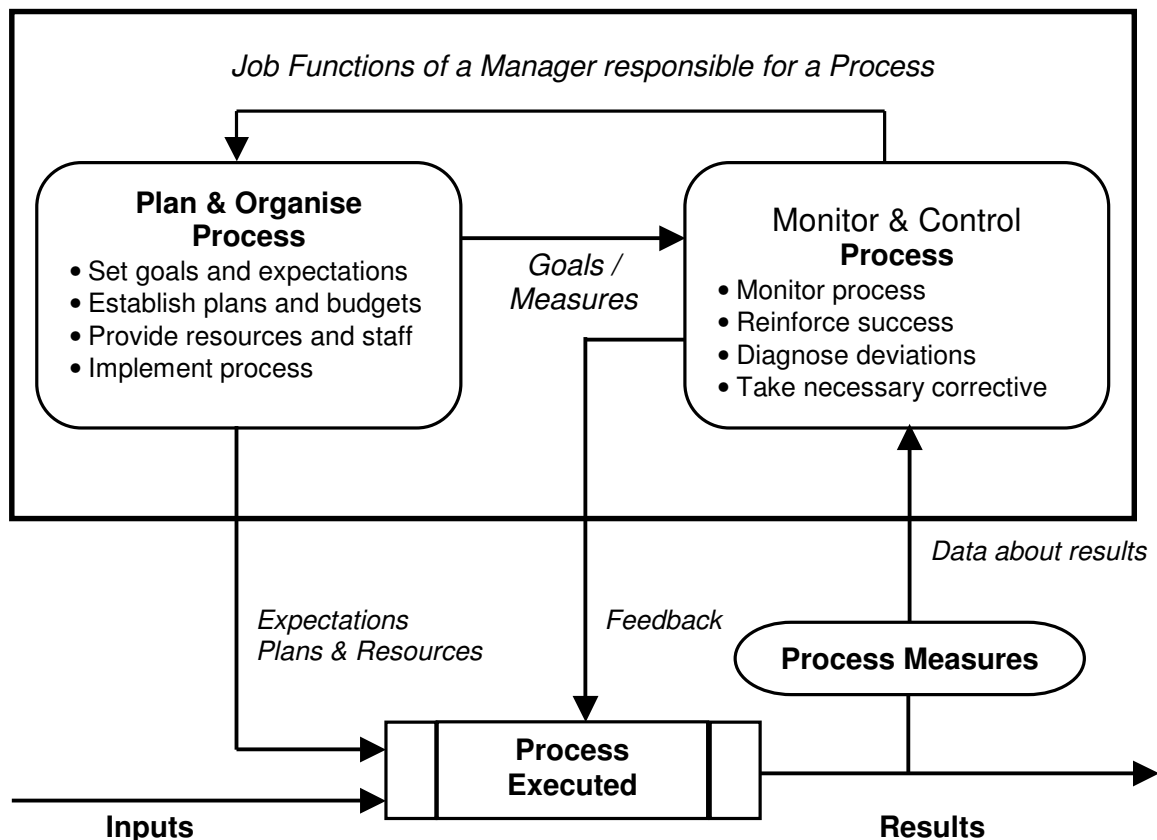 Job Functions of a Manager responsible for a Process
Plan & Organise
Process
• Set goals and expectations
• Establish plans and budgets
• Provide resources and staff
• Implement process
Goals /
Measures
Monitor & Control
Process
• Monitor process
• Reinforce success
• Diagnose deviations
• Take necessary corrective
Data about results
Expectations
Plans & Resources
Feedback
Process Measures
Process
Executed
Inputs
Results